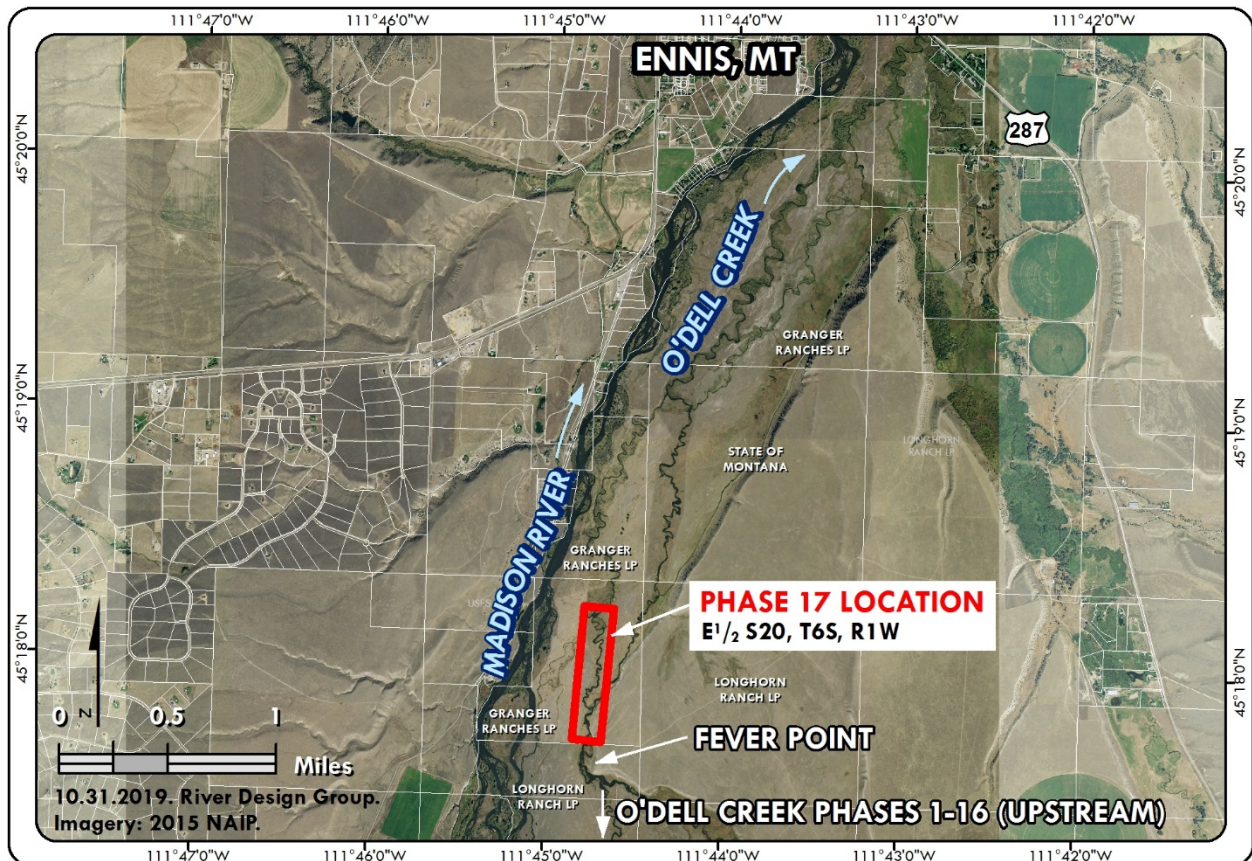 111°47'0"W
111°46'0"W
111°45'0"W
111°44'0"W
111°43'0"W
111°42'0"W
ENNIS, MT
287
45°20'0"N
45°20'0"N
O'DELL CREEK
GRANGER
RANCHES LP
45°19'0"N
45°19'0"N
LONGHORN
RANCH LP
STATE OF
MONTANA
MADISON RIVER
GRANGER
RANCHES LP
USFS
PHASE 17 LOCATION
E1/2 S20, T6S, R1W
45°18'0"N
45°18'0"N
LONGHORN
RANCH LP
GRANGER
RANCHES LP
FEVER POINT
0 0.5 1
Miles
N
LONGHORN
RANCH LP
O'DELL CREEK PHASES 1-16 (UPSTREAM)
10.31.2019. River Design Group.
Imagery: 2015 NAIP.
111°47'0"W
111°46'0"W
111°45'0"W
111°44'0"W
111°43'0"W
111°42'0"W